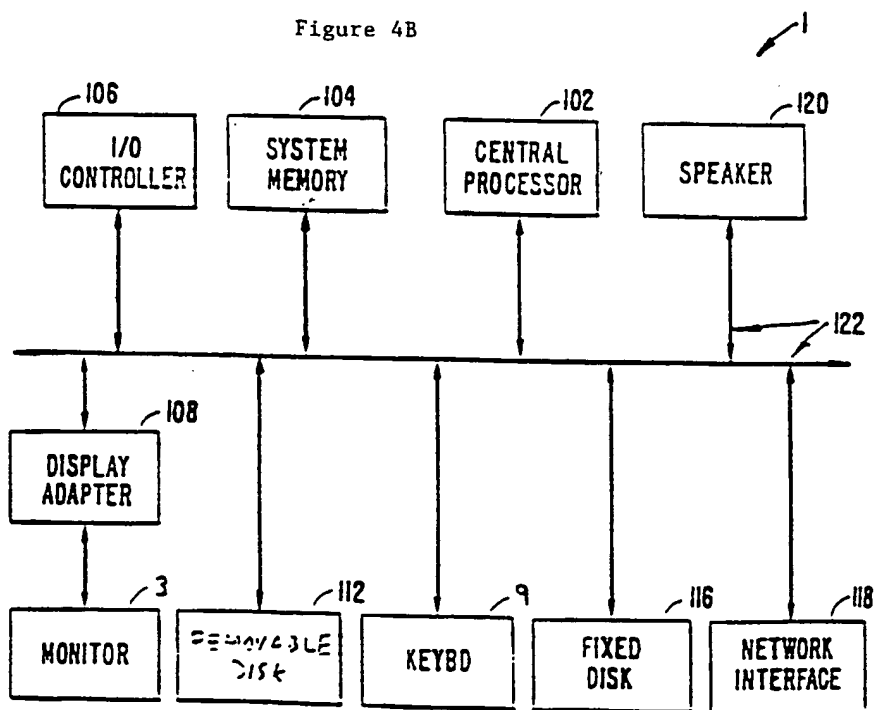 Figure 4B
1
106
104
102
120
I/O
CONTROLLER
SYSTEM
MEMORY
CENTRAL
PROCESSOR
SPEAKER
122
108
DISPLAY
ADAPTER
3
112
9
116
118
MONITOR
REMOVABLE
DISK
KEYBD
FIXED
DISK
NETWORK
INTERFACE